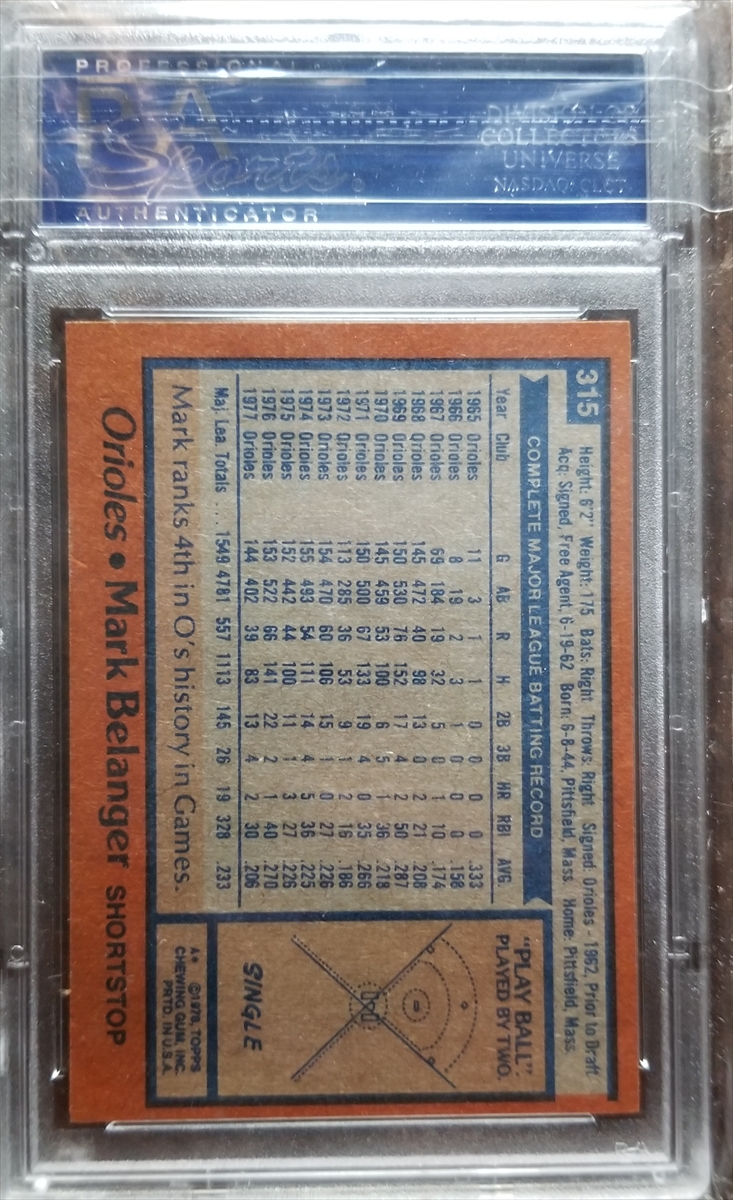 PROFESSIONAL
PSA
Sports
AUTHENTICATOR
DIVISION OF
COLLECTORS
UNIVERSE
NASDAQ: CLCT
315
Height: 6'2" Weight: 175 Bats: Right Throws: Right Signed: Orioles - 1962, Prior to Draft
Acq: Signed, Free Agent, 6-19-62 Born: 6-8-44, Pittsfield, Mass. Home: Pittsfield, Mass.
COMPLETE MAJOR LEAGUE BATTING RECORD
Year Club G AB R H 2B 3B HR RBI AVG.
1965 Orioles 11 3 1 1 0 0 0 0 .333
1966 Orioles 8 19 2 3 1 0 0 0 .158
1967 Orioles 69 184 19 32 5 0 1 10 .174
1968 Orioles 145 472 40 98 13 0 2 21 .208
1969 Orioles 150 530 76 152 17 4 2 50 .287
1970 Orioles 145 459 53 100 6 5 1 36 .218
1971 Orioles 150 500 67 133 19 4 0 35 .266
1972 Orioles 113 285 36 53 9 1 2 16 .186
1973 Orioles 154 470 60 106 15 1 0 27 .226
1974 Orioles 155 493 54 111 14 4 5 36 .225
1975 Orioles 152 442 44 100 11 1 3 27 .226
1976 Orioles 153 522 66 141 22 2 1 40 .270
1977 Orioles 144 402 39 83 13 4 2 30 .206
Maj. Lea. Totals ... 1549 4781 557 1113 145 26 19 328 .233
Mark ranks 4th in O's history in Games.
"PLAY BALL".
PLAYED BY TWO.
SINGLE
A* ©1978, TOPPS
CHEWING GUM, INC.
PRTD. IN U.S.A.
Orioles • Mark Belanger SHORTSTOP